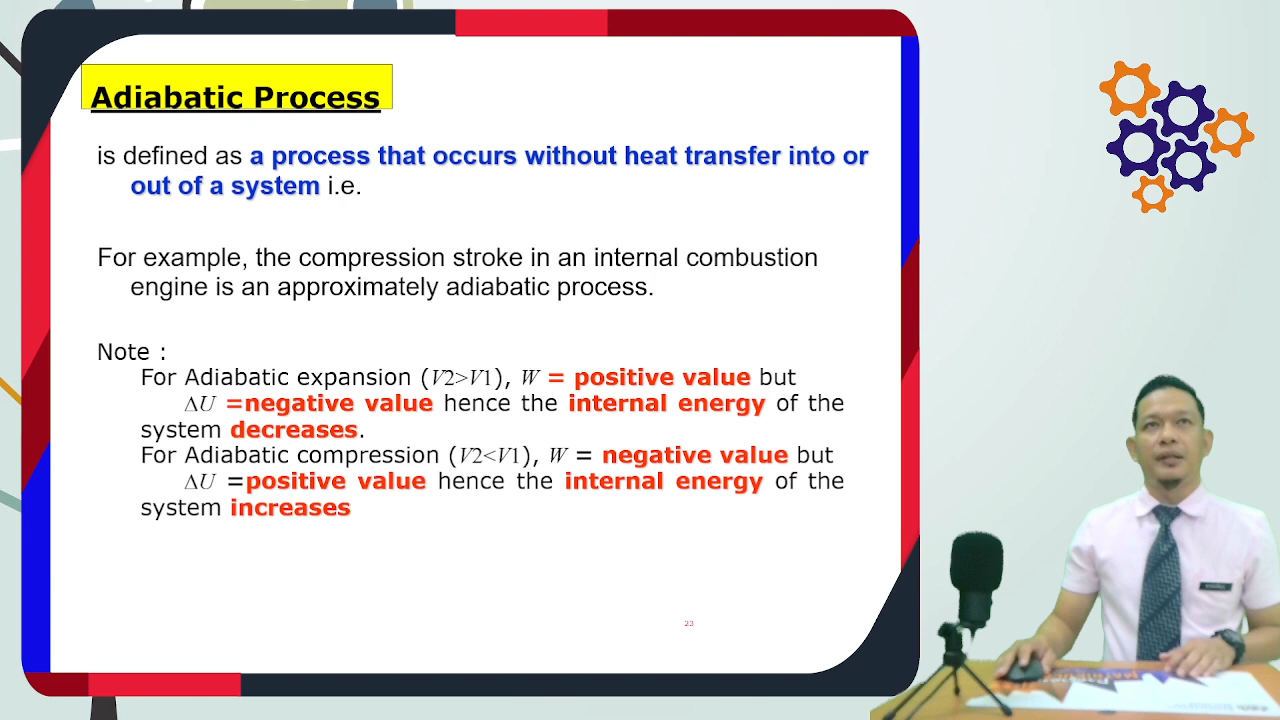 Adiabatic Process
is defined as a process that occurs without heat transfer into or
out of a system i.e.
For example, the compression stroke in an internal combustion
engine is an approximately adiabatic process.
Note :
For Adiabatic expansion (V2>V1), W = positive value but
ΔU =negative value hence the internal energy of the
system decreases.
For Adiabatic compression (V2<V1), W = negative value but
ΔU =positive value hence the internal energy of the
system increases
23